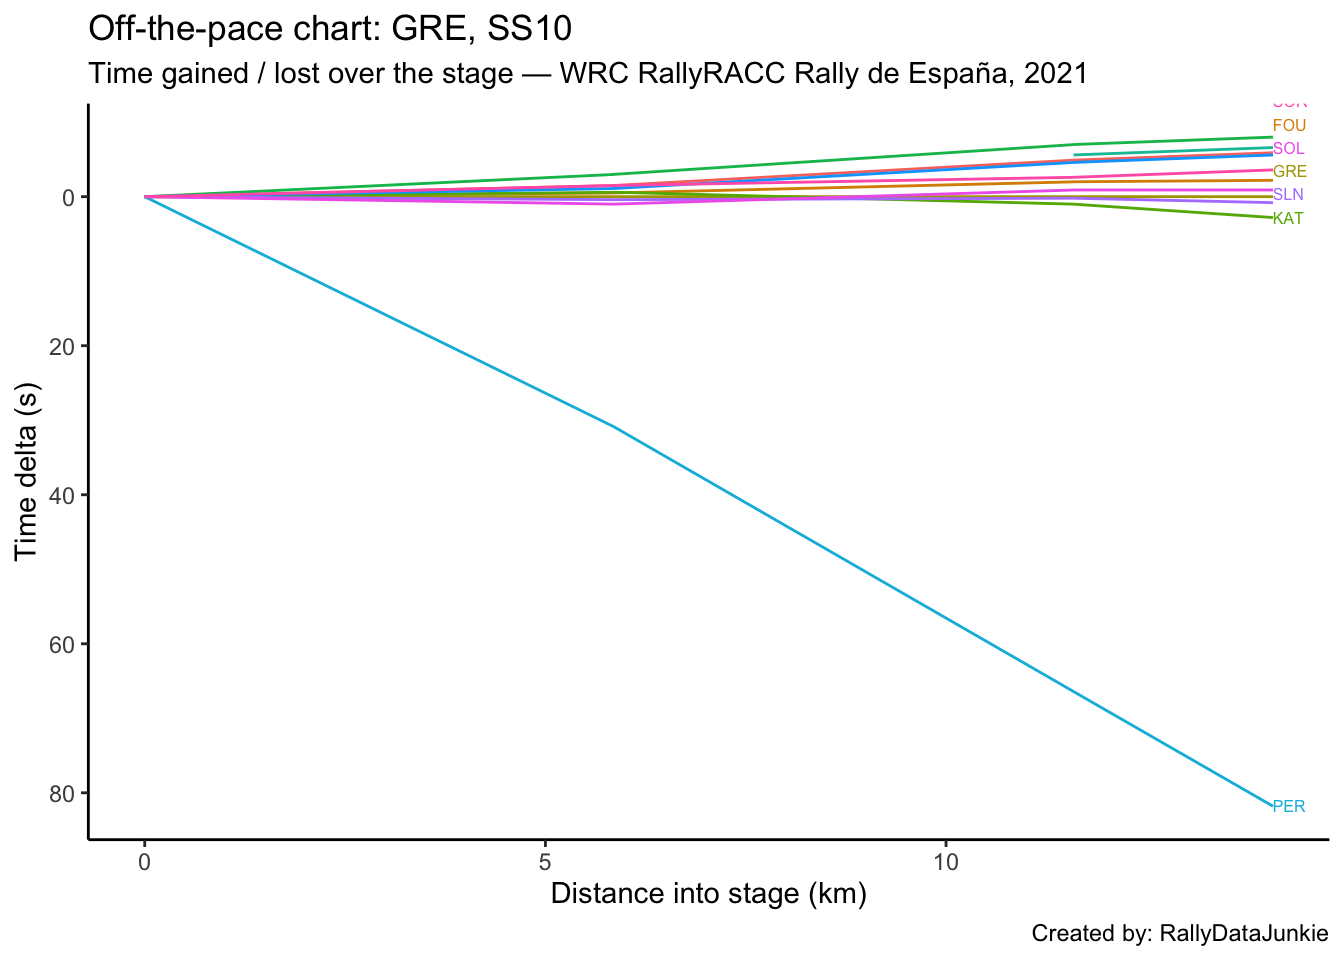 Off-the-pace chart: GRE, SS10
Time gained / lost over the stage — WRC RallyRACC Rally de España, 2021
FOU
SOL
GRE
SLN
KAT
PER
0
20
40
60
80
Time delta (s)
0
5
10
Distance into stage (km)
Created by: RallyDataJunkie